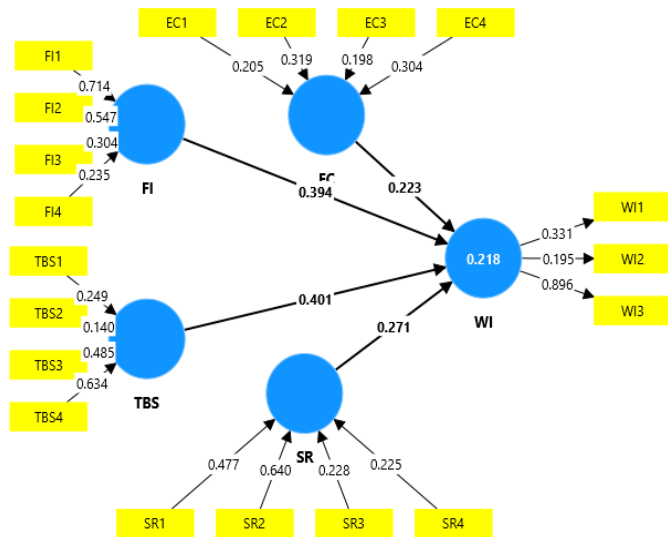 EC1
EC2
EC3
EC4
0.205
0.319
0.198
0.304
FI1
FI2
FI3
FI4
0.714
0.547
0.304
0.235
FI
0.394
0.223
TBS1
TBS2
TBS3
TBS4
0.249
0.140
0.485
0.634
TBS
0.401
0.271
0.218
WI
0.331
0.195
0.896
WI1
WI2
WI3
SR
0.477
0.640
0.228
0.225
SR1
SR2
SR3
SR4